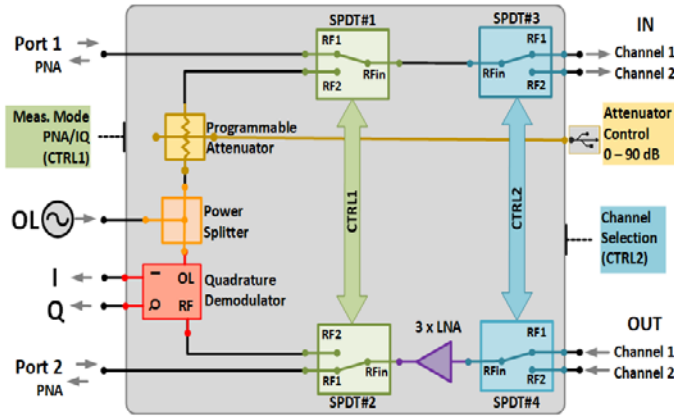 SPDT#1
SPDT#3
IN
Port 1
PNA
RF1
RF2
RFin
RF1
RFin
RF2
Channel 1
Channel 2
Meas. Mode
PNA/IQ
(CTRL1)
Programmable
Attenuator
Attenuator
Control
0 – 90 dB
CTRL1
CTRL2
OL
Power
Splitter
Channel
Selection
(CTRL2)
I
Q
I
OL
Q
RF
Quadrature
Demodulator
3 x LNA
OUT
RF2
RF1
RFin
RF1
RFin
RF2
Channel 1
Channel 2
Port 2
PNA
SPDT#2
SPDT#4